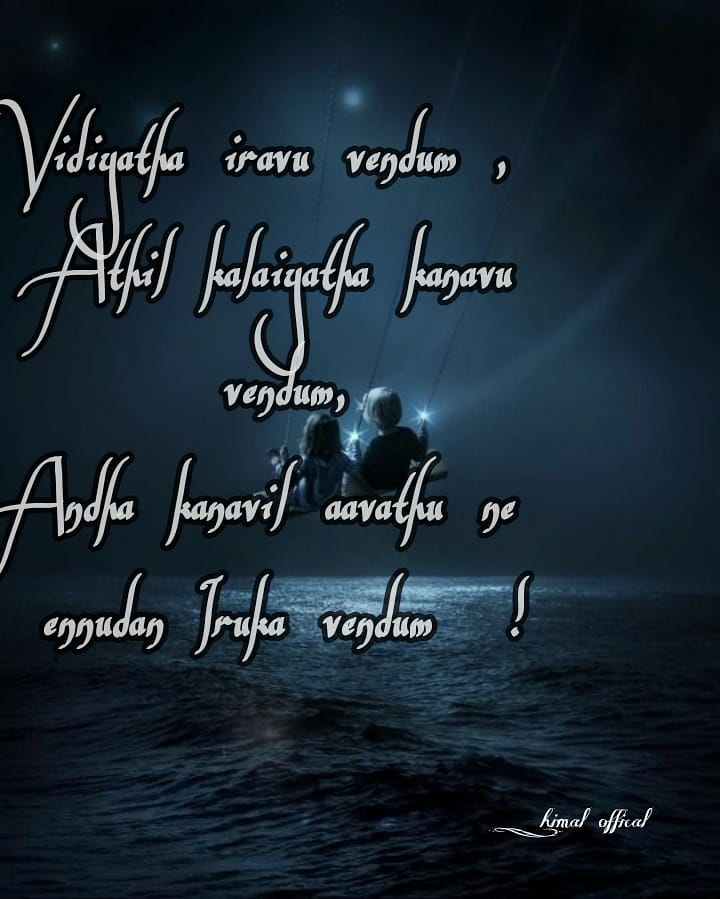 Vidiyatha iravu vendum ,
Athil kalaiyatha kanavu
vendum,
Andha kanavil aavathu ne
ennudan Iruka vendum !
himal offical